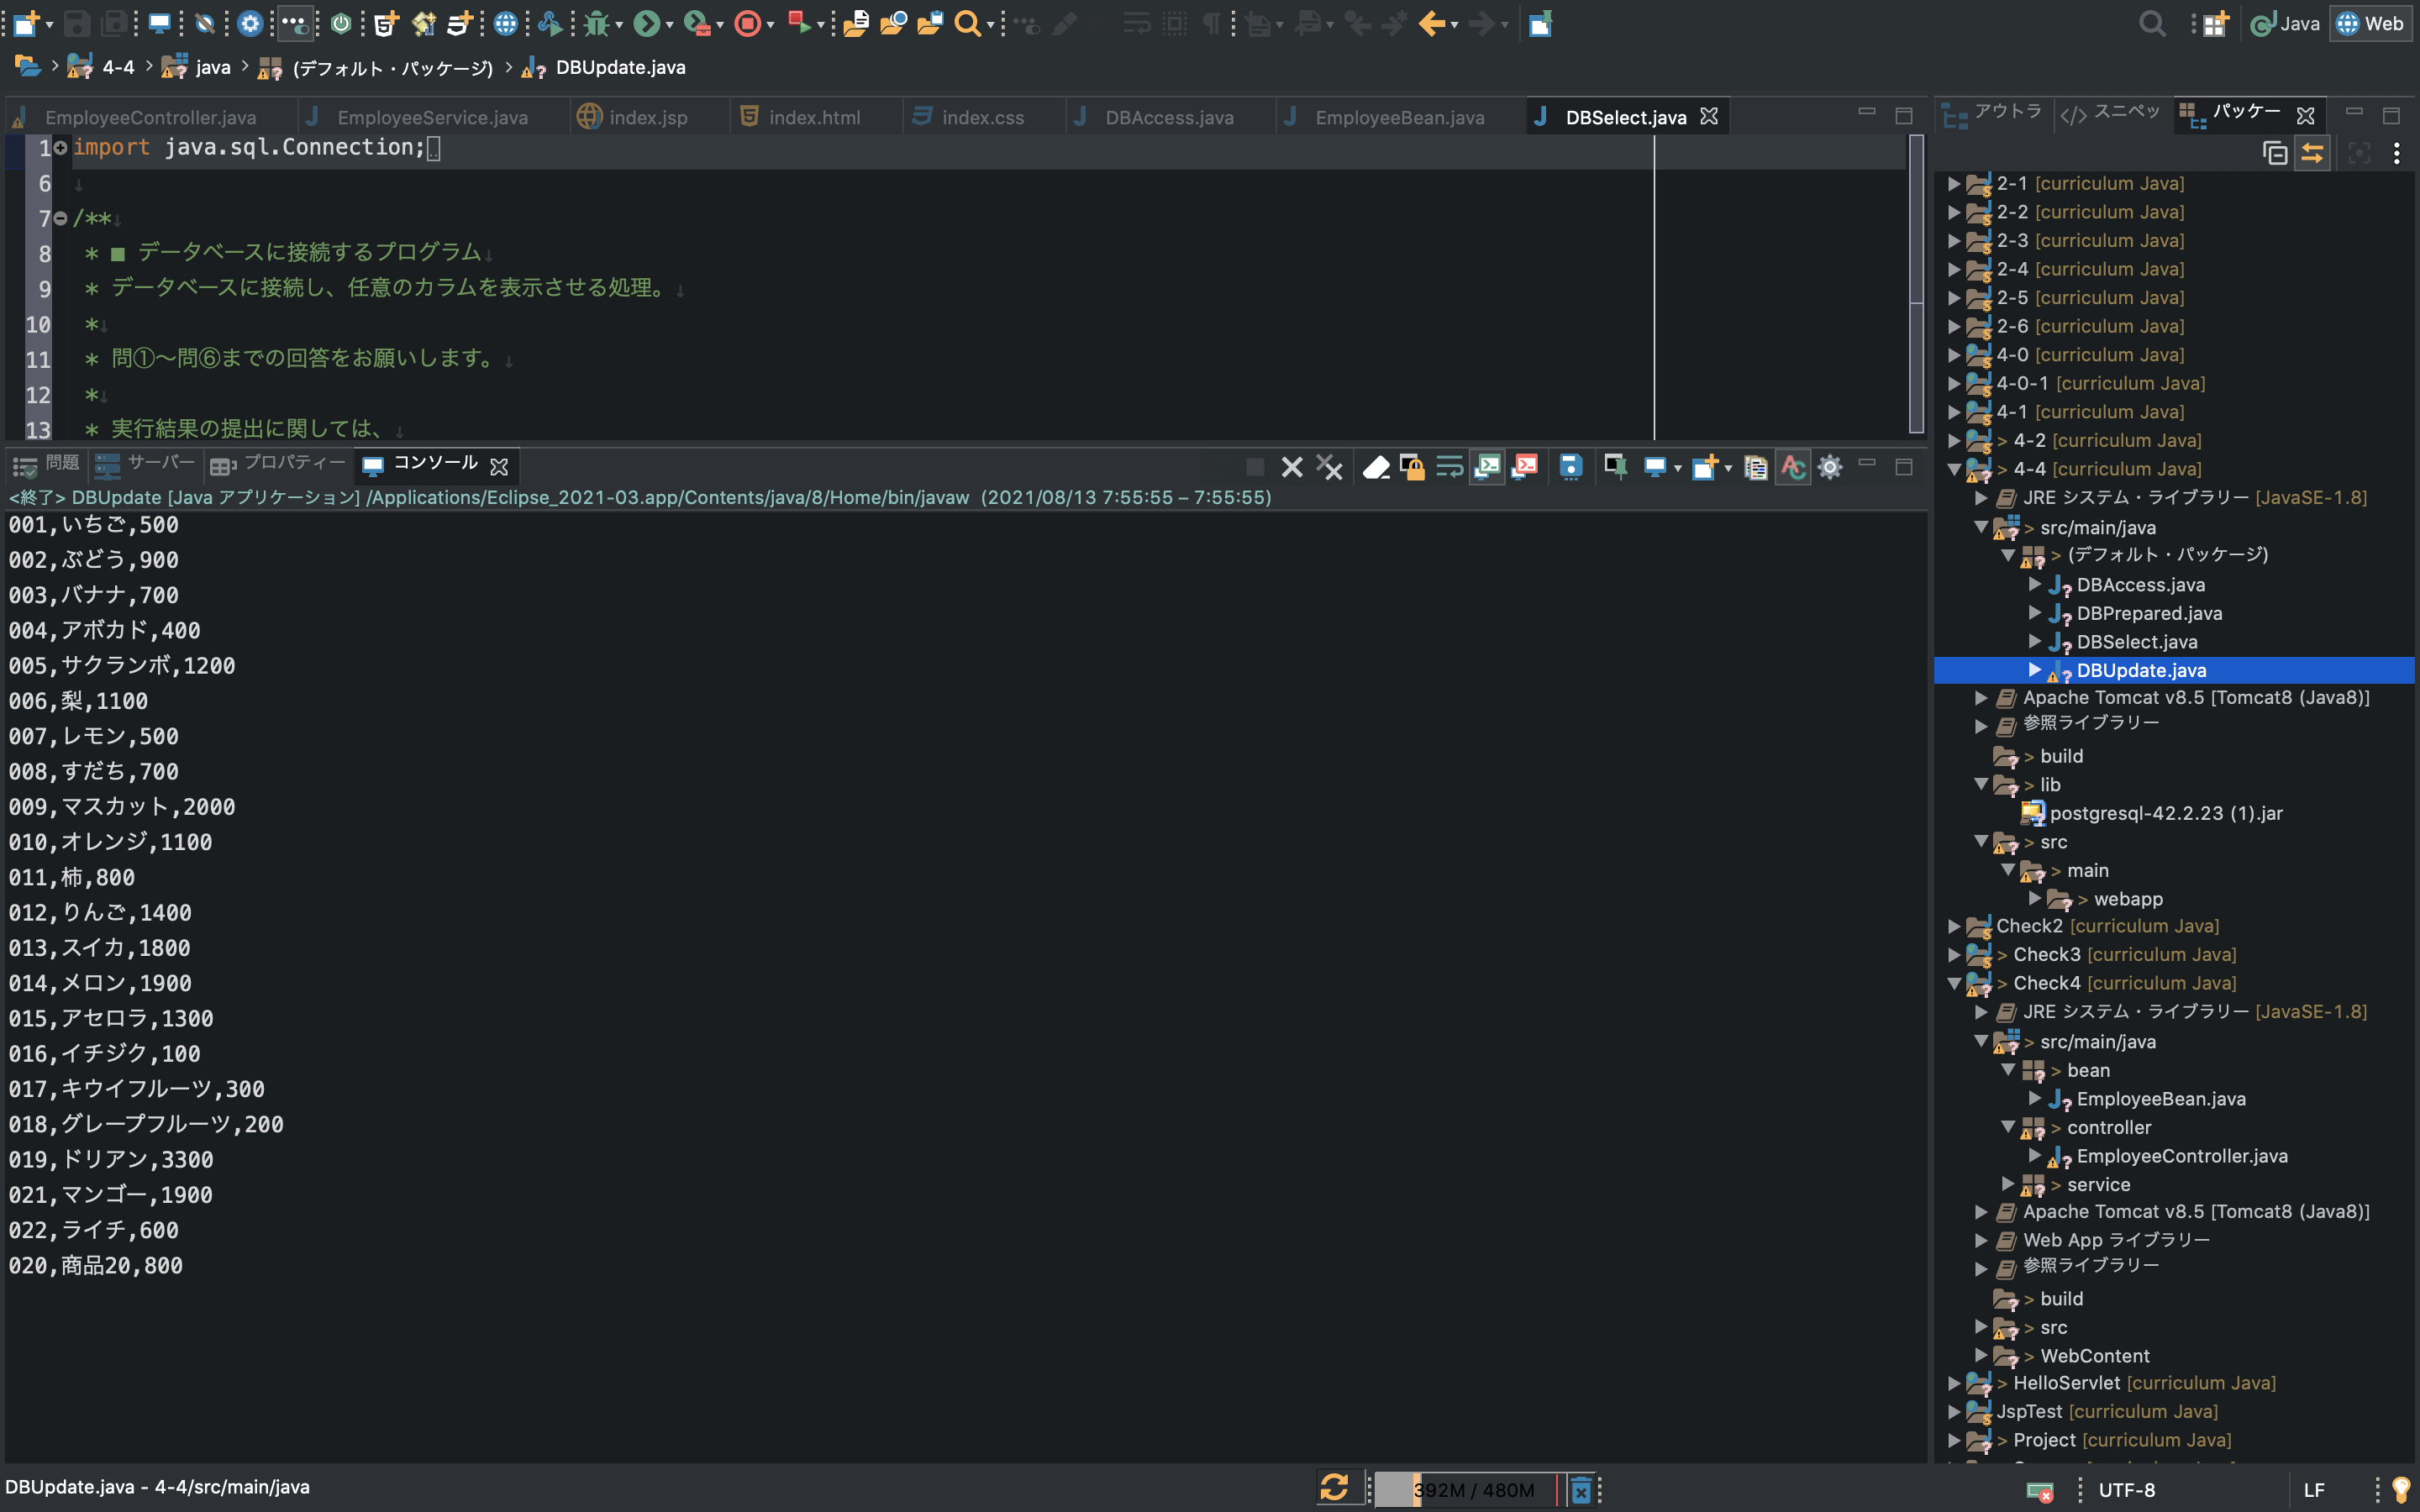 Java
Web
4-4
java
(デフォルト・パッケージ)
DBUpdate.java
EmployeeController.java
EmployeeService.java
index.jsp
index.html
index.css
DBAccess.java
EmployeeBean.java
DBSelect.java
1 import java.sql.Connection;
6
7 /**
8 * ■ データベースに接続するプログラム
9 * データベースに接続し、任意のカラムを表示させる処理。
10 *
11 * 問①〜問⑥までの回答をお願いします。
12 *
13 * 実行結果の提出に関しては、
問題
サーバー
プロパティー
コンソール
<終了> DBUpdate [Java アプリケーション] /Applications/Eclipse_2021-03.app/Contents/java/8/Home/bin/javaw (2021/08/13 7:55:55 – 7:55:55)
001,いちご,500
002,ぶどう,900
003,バナナ,700
004,アボカド,400
005,サクランボ,1200
006,梨,1100
007,レモン,500
008,すだち,700
009,マスカット,2000
010,オレンジ,1100
011,柿,800
012,りんご,1400
013,スイカ,1800
014,メロン,1900
015,アセロラ,1300
016,イチジク,100
017,キウイフルーツ,300
018,グレープフルーツ,200
019,ドリアン,3300
021,マンゴー,1900
022,ライチ,600
020,商品20,800
アウトラ
スニペッ
パッケー
2-1 [curriculum Java]
2-2 [curriculum Java]
2-3 [curriculum Java]
2-4 [curriculum Java]
2-5 [curriculum Java]
2-6 [curriculum Java]
4-0 [curriculum Java]
4-0-1 [curriculum Java]
4-1 [curriculum Java]
> 4-2 [curriculum Java]
> 4-4 [curriculum Java]
JRE システム・ライブラリー [JavaSE-1.8]
> src/main/java
> (デフォルト・パッケージ)
DBAccess.java
DBPrepared.java
DBSelect.java
DBUpdate.java
Apache Tomcat v8.5 [Tomcat8 (Java8)]
参照ライブラリー
> build
> lib
postgresql-42.2.23 (1).jar
> src
> main
> webapp
Check2 [curriculum Java]
> Check3 [curriculum Java]
> Check4 [curriculum Java]
JRE システム・ライブラリー [JavaSE-1.8]
> src/main/java
> bean
EmployeeBean.java
> controller
EmployeeController.java
> service
Apache Tomcat v8.5 [Tomcat8 (Java8)]
Web App ライブラリー
参照ライブラリー
> build
> src
> WebContent
> HelloServlet [curriculum Java]
JspTest [curriculum Java]
> Project [curriculum Java]
DBUpdate.java - 4-4/src/main/java
392M / 480M
UTF-8
LF